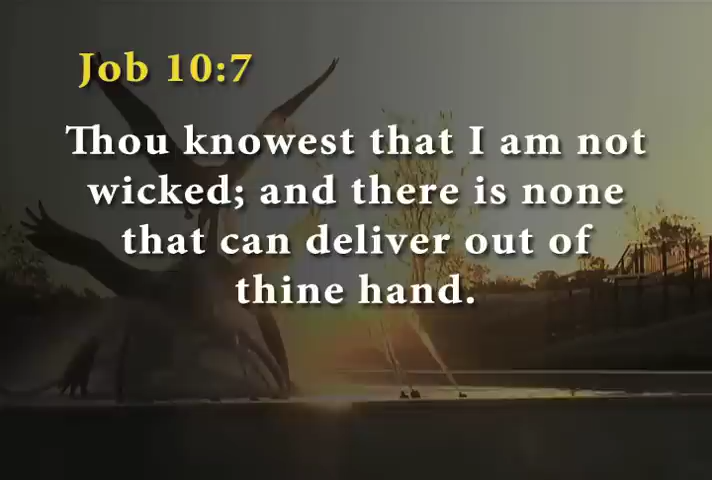 Job 10:7
Thou knowest that I am not
wicked; and there is none
that can deliver out of
thine hand.